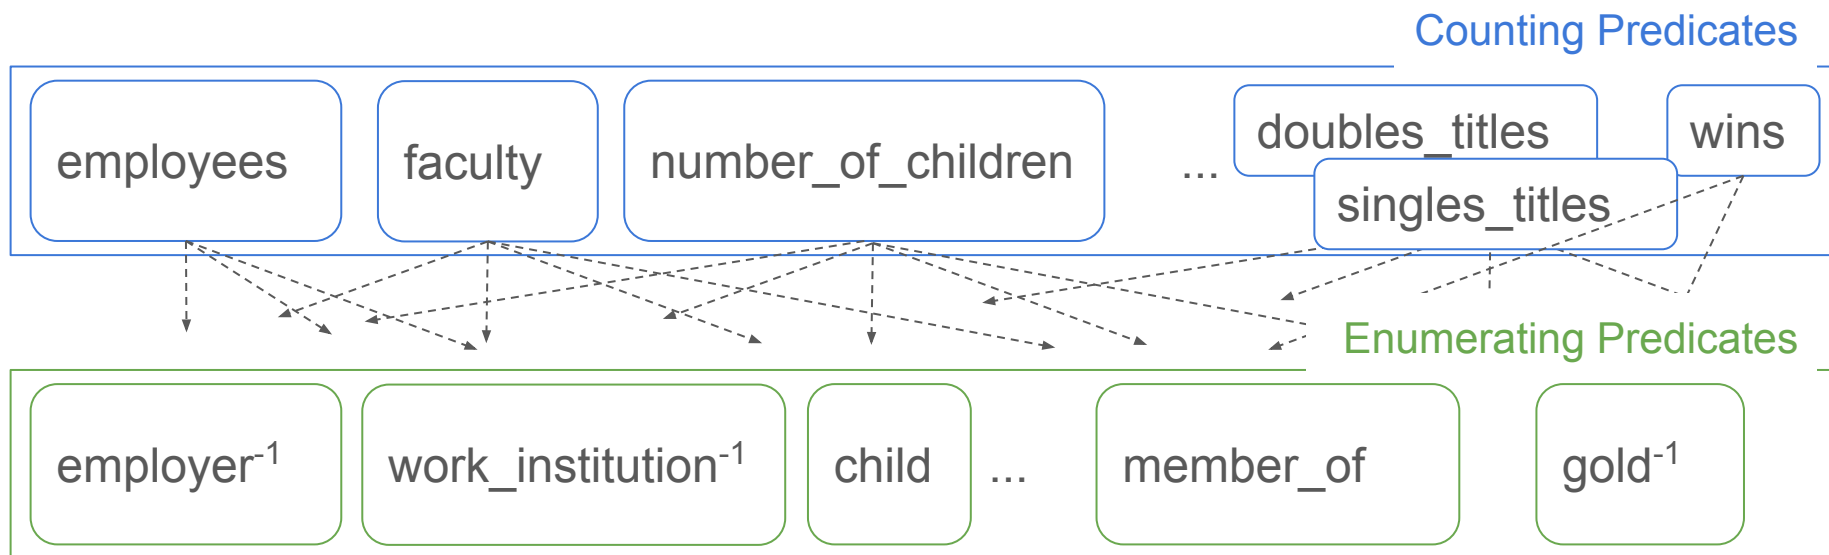 Counting Predicates
employees
faculty
number_of_children
...
doubles_titles
wins
singles_titles
Enumerating Predicates
employer⁻¹
work_institution⁻¹
child
...
member_of
gold⁻¹